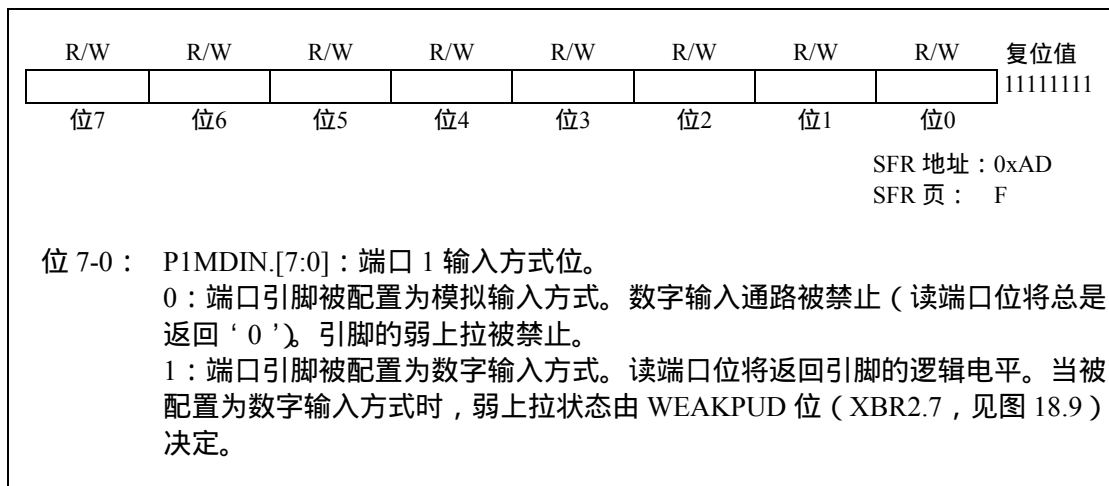 R/W R/W R/W R/W R/W R/W R/W R/W 复位值
11111111
位7 位6 位5 位4 位3 位2 位1 位0
SFR 地址：0xAD
SFR 页： F
位 7-0： P1MDIN.[7:0]：端口 1 输入方式位。
0：端口引脚被配置为模拟输入方式。数字输入通路被禁止（读端口位将总是
返回‘0’）。引脚的弱上拉被禁止。
1：端口引脚被配置为数字输入方式。读端口位将返回引脚的逻辑电平。当被
配置为数字输入方式时，弱上拉状态由 WEAKPUD 位（XBR2.7，见图 18.9）
决定。